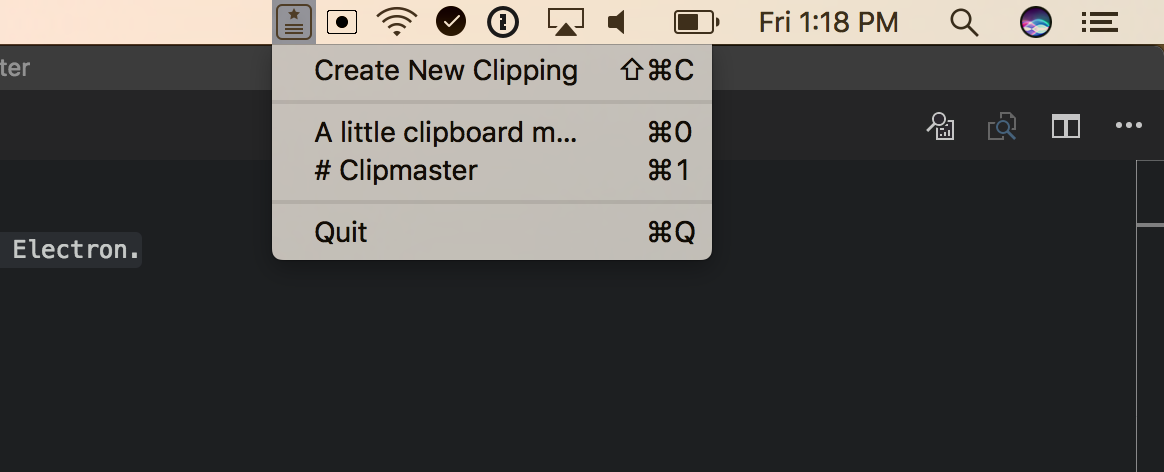 Fri 1:18 PM
ter
Create New Clipping ⇧⌘C
A little clipboard m... ⌘0
# Clipmaster ⌘1
Quit ⌘Q
Electron.